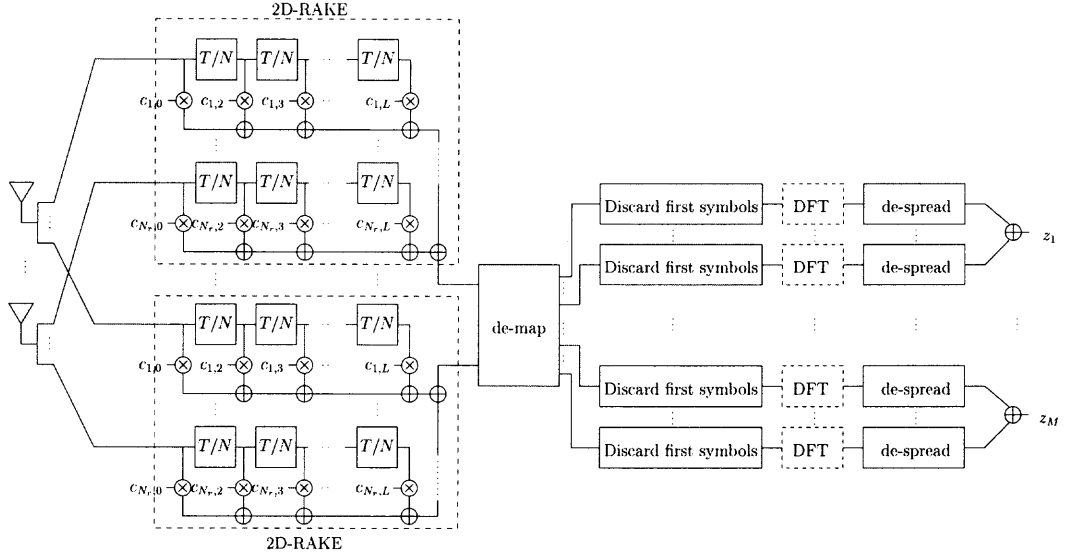 2D-RAKE
T/N T/N ... T/N
c1,0 c1,2 c1,3 ... c1,L
T/N T/N ... T/N
cNr,0 cNr,2 cNr,3 ... cNr,L
T/N T/N ... T/N
c1,0 c1,2 c1,3 ... c1,L
T/N T/N ... T/N
cNr,0 cNr,2 cNr,3 ... cNr,L
2D-RAKE
de-map
Discard first symbols DFT de-spread
z1
Discard first symbols DFT de-spread
Discard first symbols DFT de-spread
zM
Discard first symbols DFT de-spread